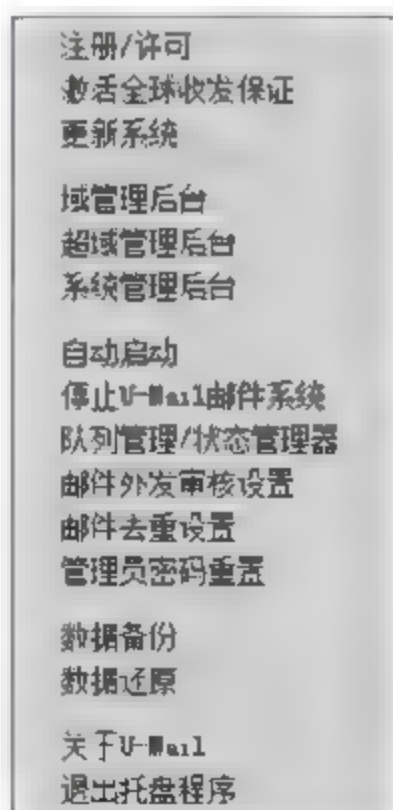 注册/许可
激活全球收发保证
更新系统
域管理后台
超域管理后台
系统管理后台
自动启动
停止U-Mail邮件系统
队列管理/状态管理器
邮件外发审核设置
邮件去重设置
管理员密码重置
数据备份
数据还原
关于U-Mail
退出托盘程序